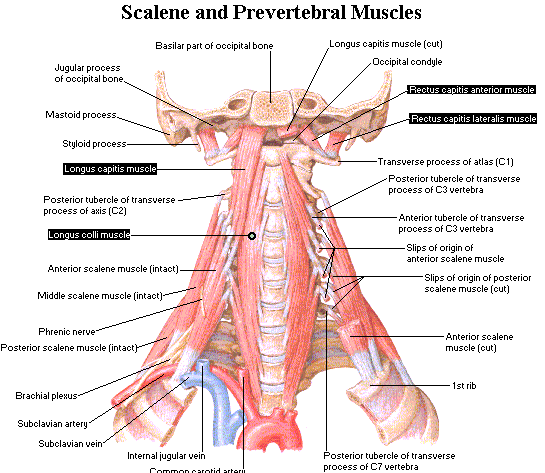 Scalene and Prevertebral Muscles
Basilar part of occipital bone
Longus capitis muscle (cut)
Occipital condyle
Jugular process
of occipital bone
Rectus capitis anterior muscle
Mastoid process
Rectus capitis lateralis muscle
Styloid process
Longus capitis muscle
Transverse process of atlas (C1)
Posterior tubercle of transverse
process of C3 vertebra
Posterior tubercle of transverse
process of axis (C2)
Anterior tubercle of transverse
process of C3 vertebra
Longus colli muscle
Slips of origin of
anterior scalene muscle
Anterior scalene muscle (intact)
Slips of origin of posterior
scalene muscle (cut)
Middle scalene muscle (intact)
Phrenic nerve
Posterior scalene muscle (intact)
Anterior scalene
muscle (cut)
1st rib
Brachial plexus
Subclavian artery
Subclavian vein
Internal jugular vein
Common carotid artery
Posterior tubercle of transverse
process of C7 vertebra